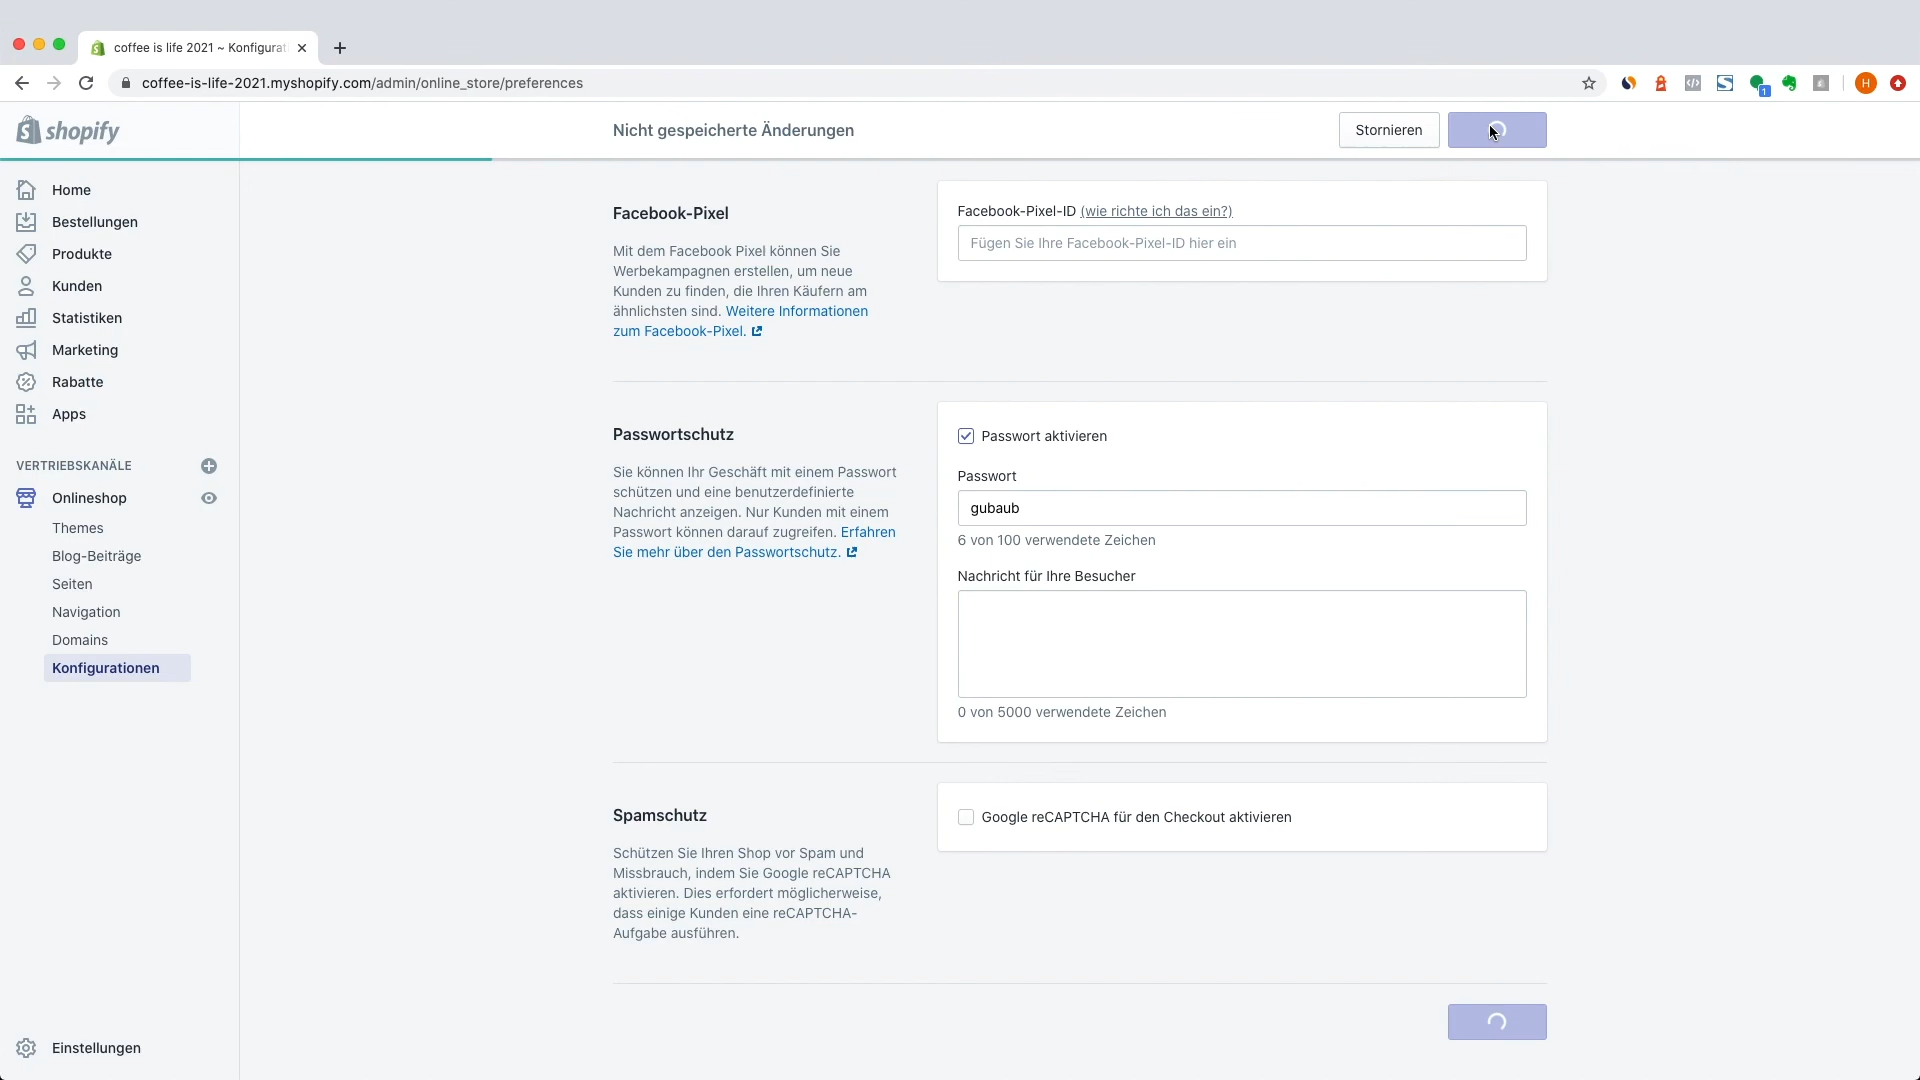 coffee is life 2021 ~ Konfigurat
coffee-is-life-2021.myshopify.com/admin/online_store/preferences
1
H
shopify
Nicht gespeicherte Änderungen
Stornieren
Home
Bestellungen
Produkte
Kunden
Statistiken
Marketing
Rabatte
Apps
VERTRIEBSKANÄLE
Onlineshop
Themes
Blog-Beiträge
Seiten
Navigation
Domains
Konfigurationen
Einstellungen
Facebook-Pixel
Mit dem Facebook Pixel können Sie
Werbekampagnen erstellen, um neue
Kunden zu finden, die Ihren Käufern am
ähnlichsten sind. Weitere Informationen
zum Facebook-Pixel.
Facebook-Pixel-ID (wie richte ich das ein?)
Fügen Sie Ihre Facebook-Pixel-ID hier ein
Passwortschutz
Sie können Ihr Geschäft mit einem Passwort
schützen und eine benutzerdefinierte
Nachricht anzeigen. Nur Kunden mit einem
Passwort können darauf zugreifen. Erfahren
Sie mehr über den Passwortschutz.
Passwort aktivieren
Passwort
gubaub
6 von 100 verwendete Zeichen
Nachricht für Ihre Besucher
0 von 5000 verwendete Zeichen
Spamschutz
Schützen Sie Ihren Shop vor Spam und
Missbrauch, indem Sie Google reCAPTCHA
aktivieren. Dies erfordert möglicherweise,
dass einige Kunden eine reCAPTCHA-
Aufgabe ausführen.
Google reCAPTCHA für den Checkout aktivieren